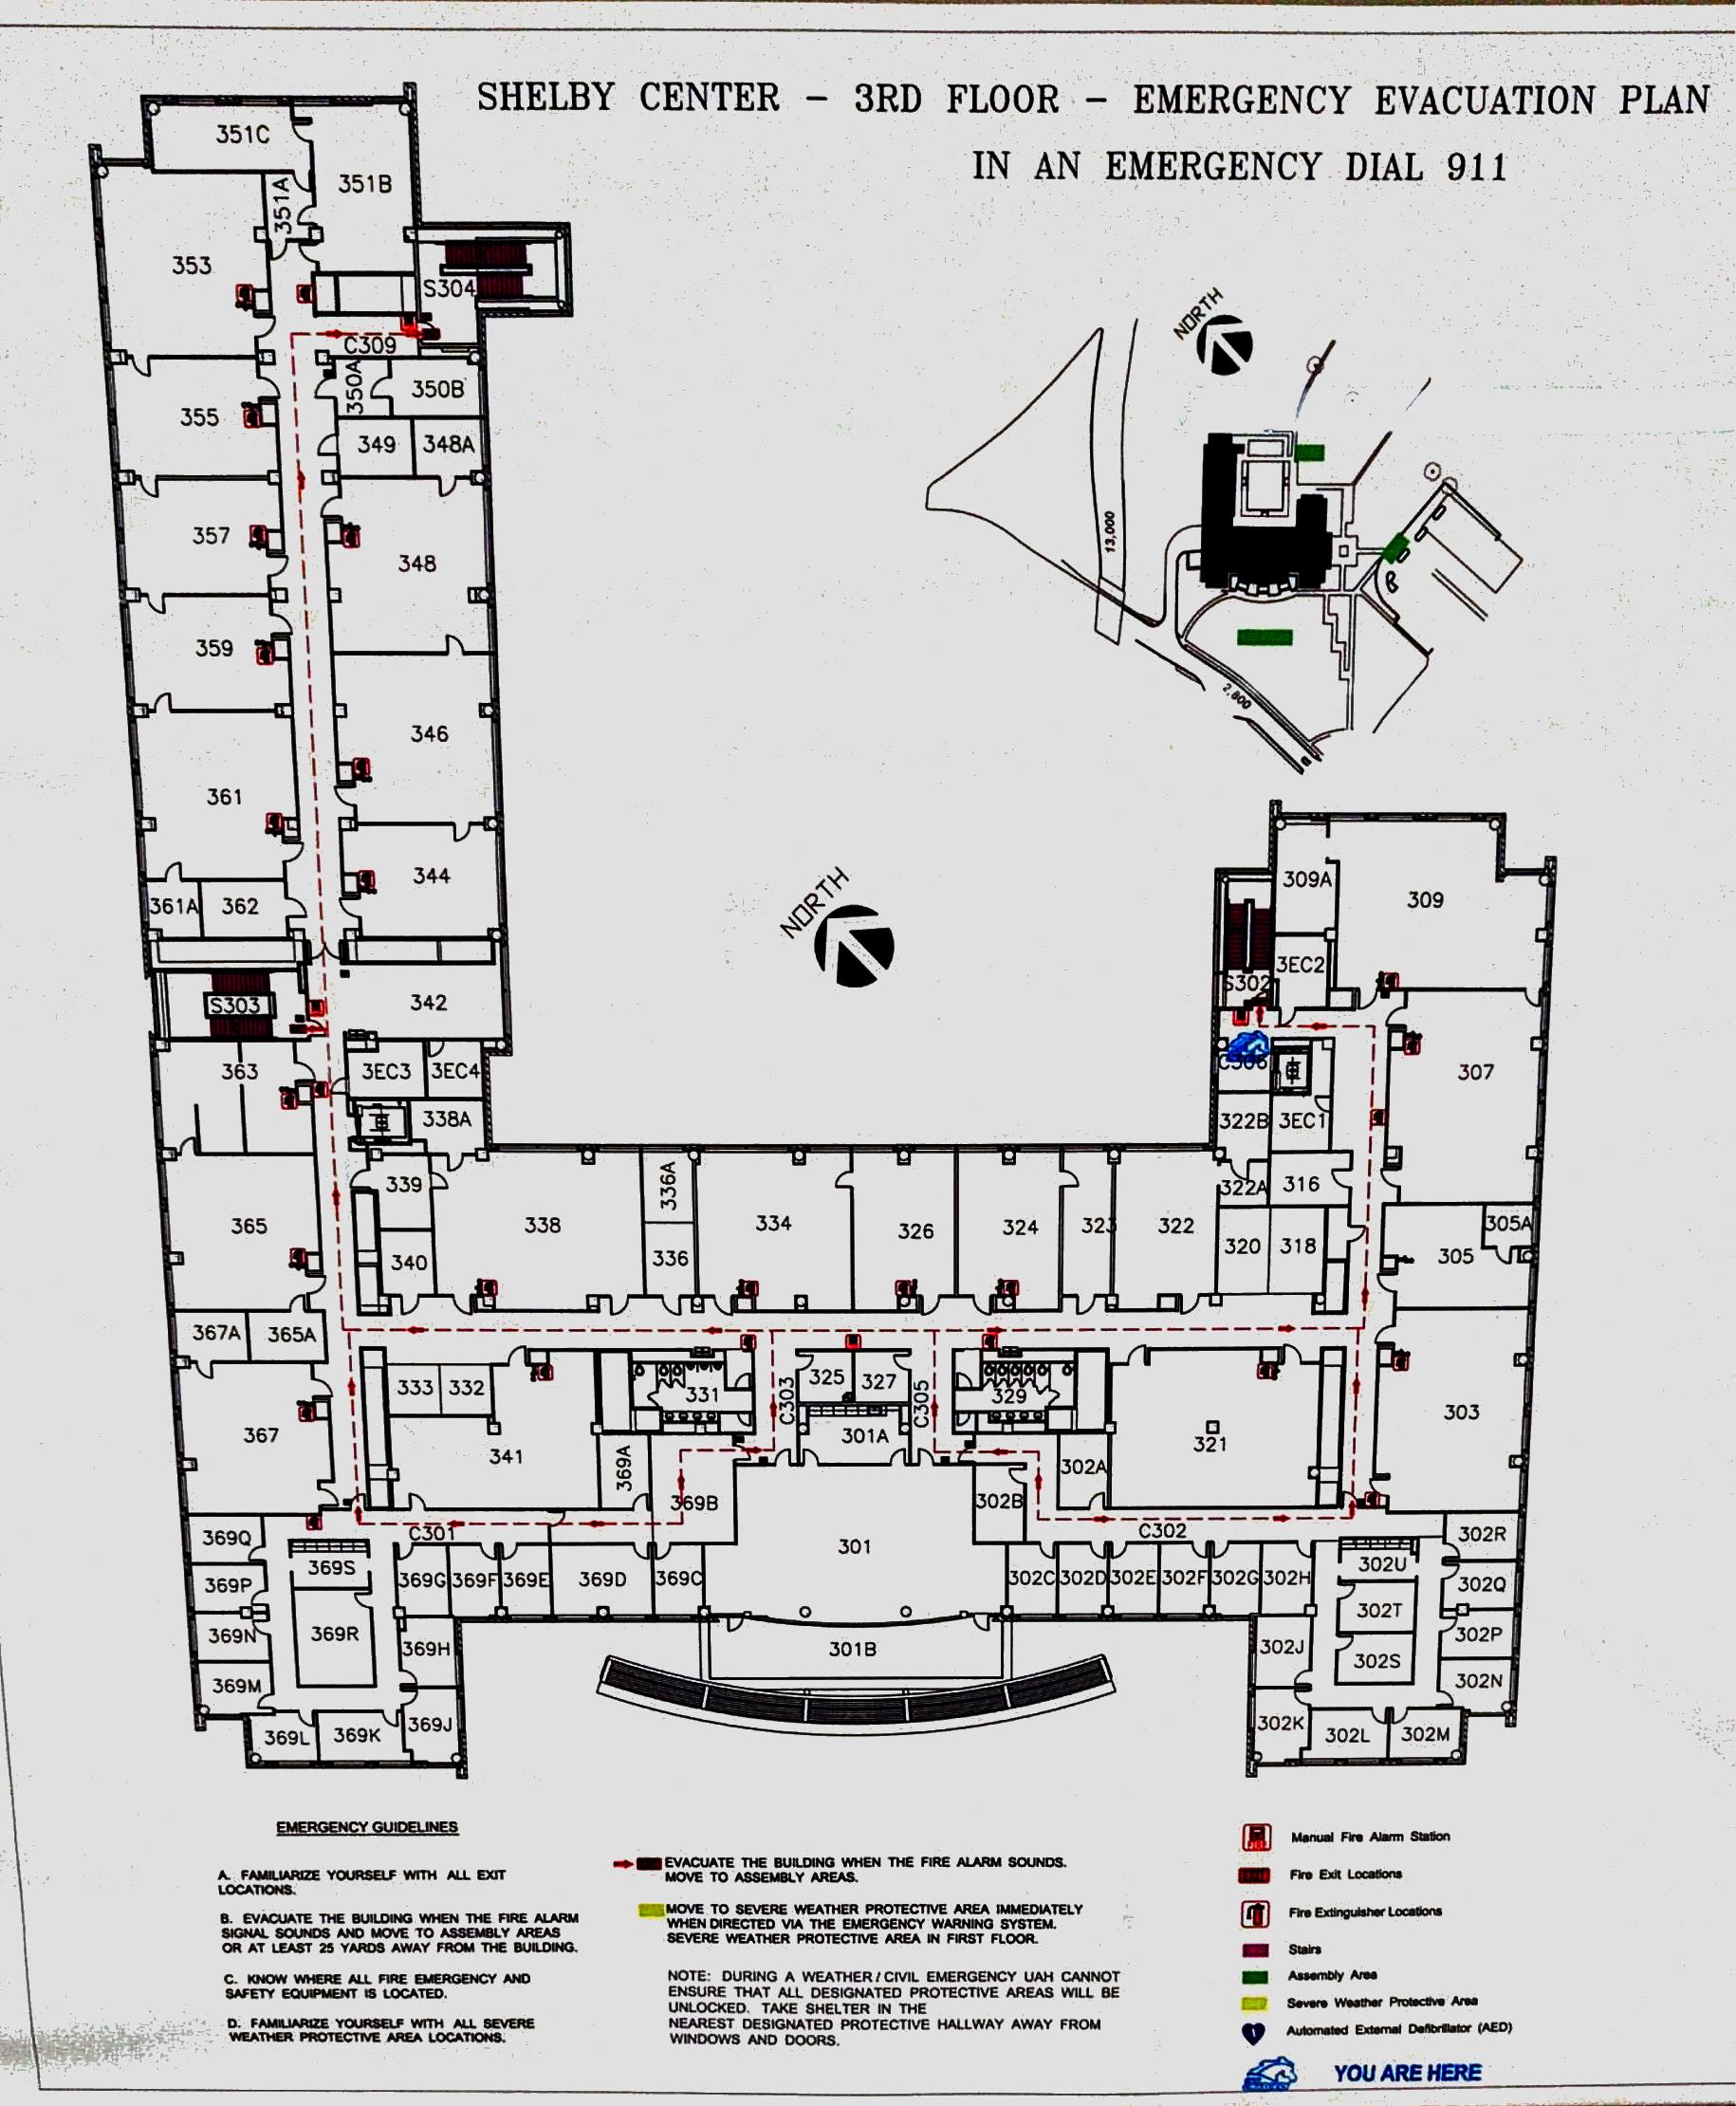 SHELBY CENTER - 3RD FLOOR - EMERGENCY EVACUATION PLAN
IN AN EMERGENCY DIAL 911
351C
351A
351B
353
S304
C309
350A
350B
355
349
348A
357
348
359
346
361
344
361A
362
S303
342
363
3EC3
3EC4
338A
NORTH
13,000
2,800
B
NORTH
309A
309
3EC2
S302
307
322B
3EC1
322A
316
320
318
305A
305
365
339
340
338
336A
336
334
326
324
323
322
367A
365A
333
332
331
C303
325
327
C305
329
303
367
341
369A
369B
301A
302A
302B
321
C301
301
C302
369Q
369S
369P
369G
369F
369E
369D
369C
302C
302D
302E
302F
302G
302H
302U
302R
302Q
369N
369R
369H
301B
302J
302T
302P
302S
369M
302N
369L
369K
369J
302K
302L
302M
EMERGENCY GUIDELINES
A. FAMILIARIZE YOURSELF WITH ALL EXIT
LOCATIONS.
B. EVACUATE THE BUILDING WHEN THE FIRE ALARM
SIGNAL SOUNDS AND MOVE TO ASSEMBLY AREAS
OR AT LEAST 25 YARDS AWAY FROM THE BUILDING.
C. KNOW WHERE ALL FIRE EMERGENCY AND
SAFETY EQUIPMENT IS LOCATED.
D. FAMILIARIZE YOURSELF WITH ALL SEVERE
WEATHER PROTECTIVE AREA LOCATIONS.
EVACUATE THE BUILDING WHEN THE FIRE ALARM SOUNDS.
MOVE TO ASSEMBLY AREAS.
MOVE TO SEVERE WEATHER PROTECTIVE AREA IMMEDIATELY
WHEN DIRECTED VIA THE EMERGENCY WARNING SYSTEM.
SEVERE WEATHER PROTECTIVE AREA IN FIRST FLOOR.
NOTE: DURING A WEATHER/CIVIL EMERGENCY UAH CANNOT
ENSURE THAT ALL DESIGNATED PROTECTIVE AREAS WILL BE
UNLOCKED. TAKE SHELTER IN THE
NEAREST DESIGNATED PROTECTIVE HALLWAY AWAY FROM
WINDOWS AND DOORS.
Manual Fire Alarm Station
Fire Exit Locations
Fire Extinguisher Locations
Stairs
Assembly Area
Severe Weather Protective Area
Automated External Defibrillator (AED)
YOU ARE HERE